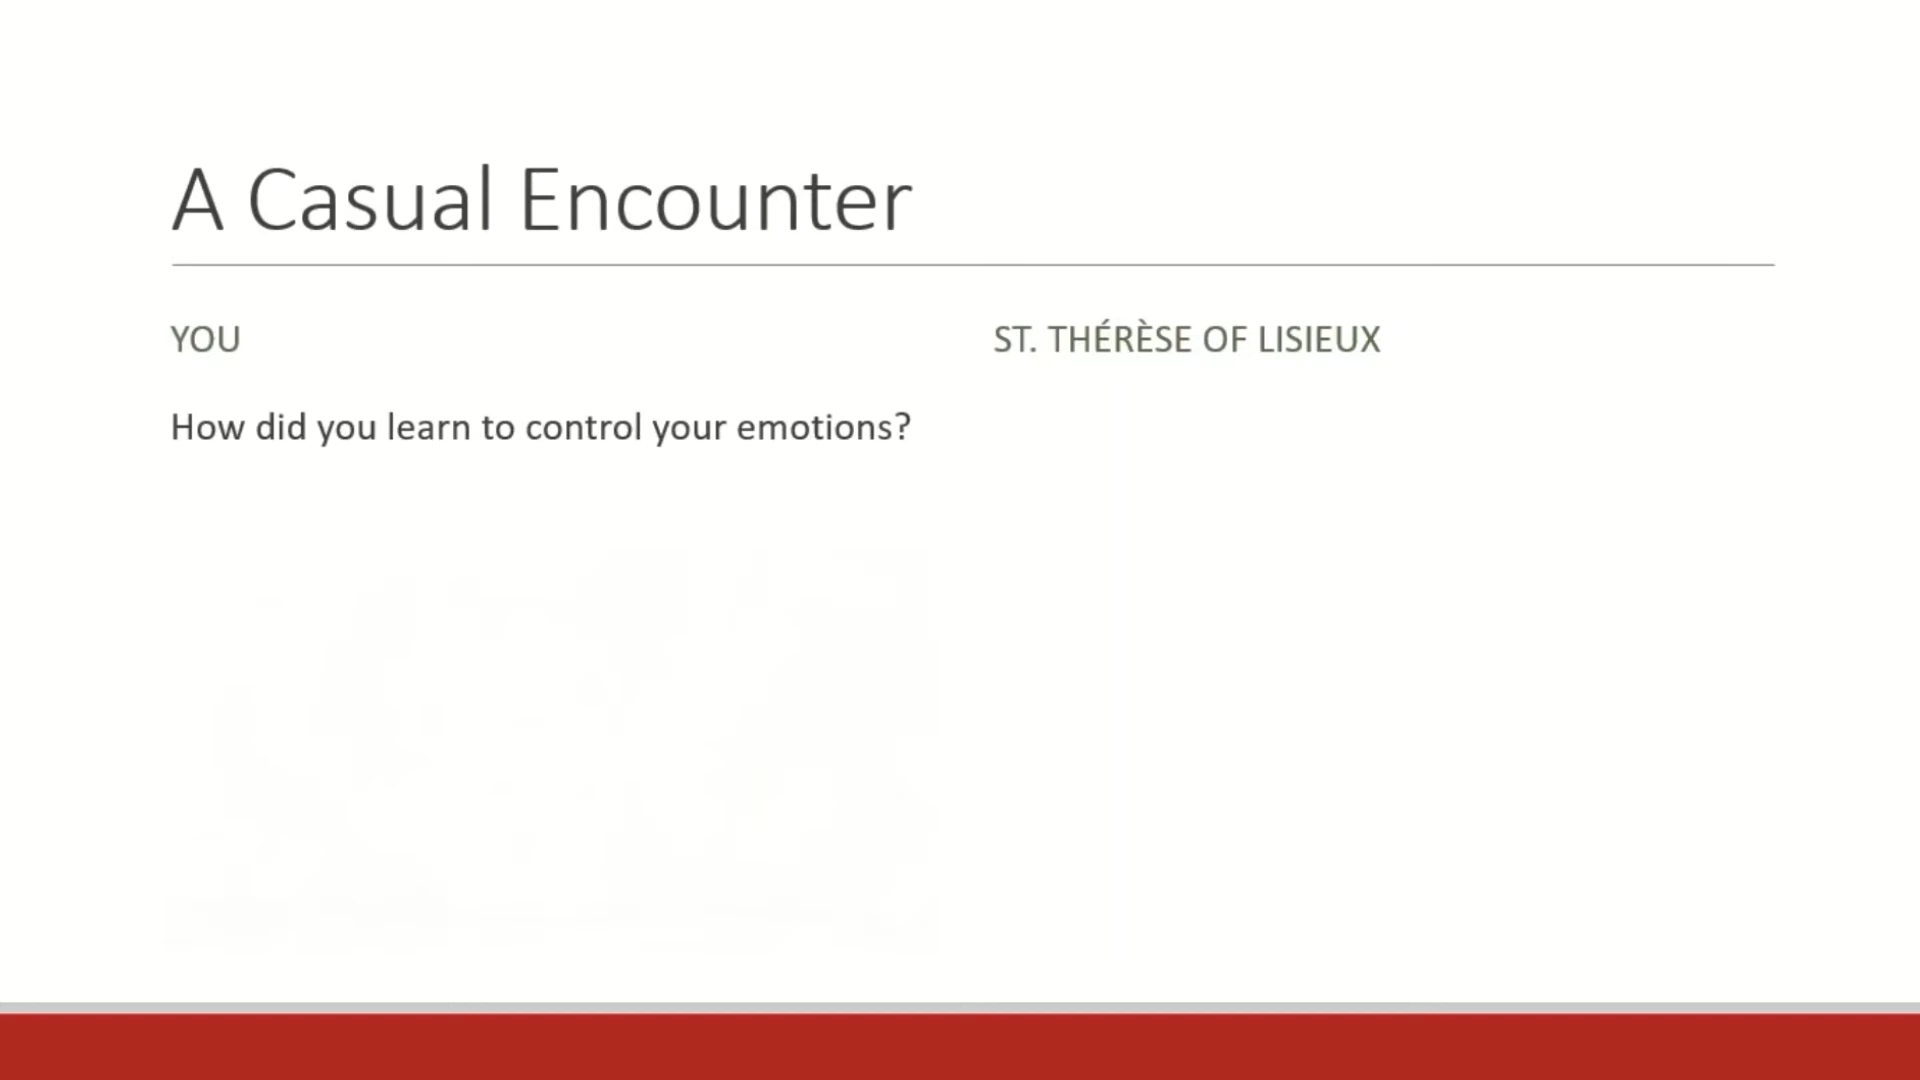 A Casual Encounter
YOU
ST. THÉRÈSE OF LISIEUX
How did you learn to control your emotions?